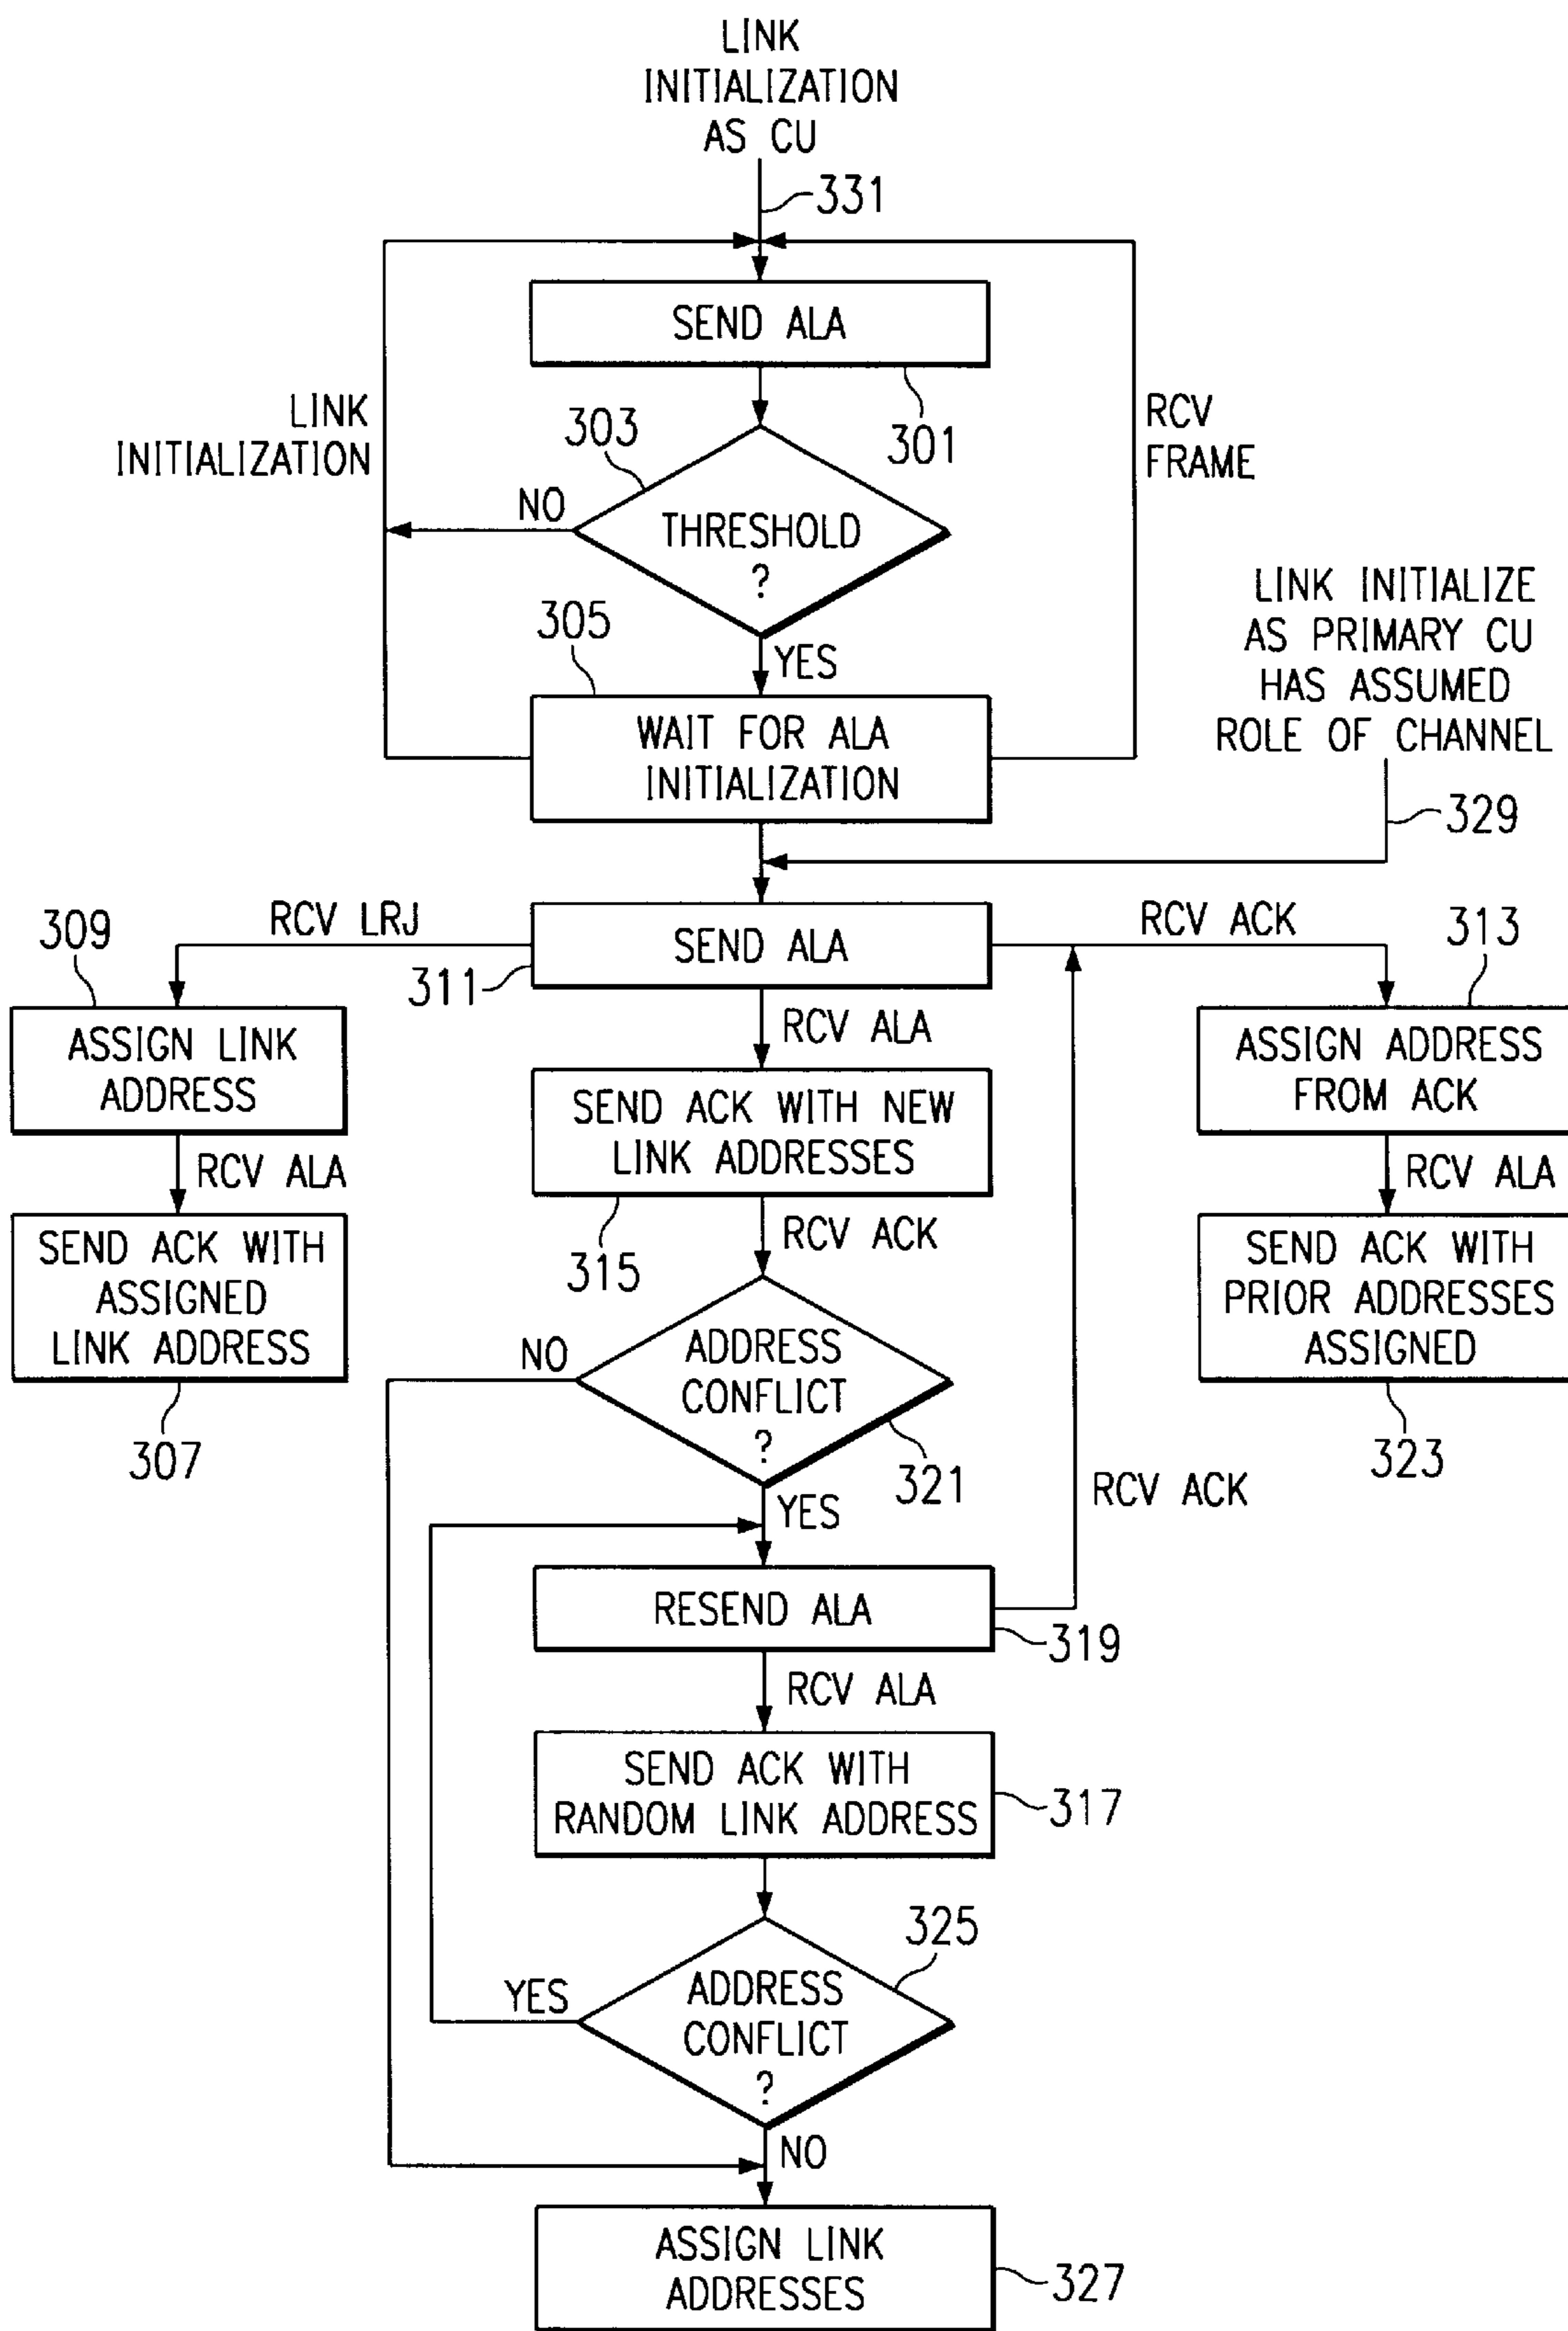 LINK
INITIALIZATION
AS CU
331
SEND ALA
301
LINK
INITIALIZATION
RCV
FRAME
303
NO
THRESHOLD
?
YES
305
WAIT FOR ALA
INITIALIZATION
LINK INITIALIZE
AS PRIMARY CU
HAS ASSUMED
ROLE OF CHANNEL
329
309
RCV LRJ
SEND ALA
311
RCV ACK
313
ASSIGN LINK
ADDRESS
RCV ALA
ASSIGN ADDRESS
FROM ACK
SEND ACK WITH NEW
LINK ADDRESSES
RCV ALA
RCV ALA
315
RCV ACK
SEND ACK WITH
ASSIGNED
LINK ADDRESS
307
SEND ACK WITH
PRIOR ADDRESSES
ASSIGNED
323
NO
ADDRESS
CONFLICT
?
321
YES
RCV ACK
RESEND ALA
319
RCV ALA
SEND ACK WITH
RANDOM LINK ADDRESS
317
325
YES
ADDRESS
CONFLICT
?
NO
ASSIGN LINK
ADDRESSES
327